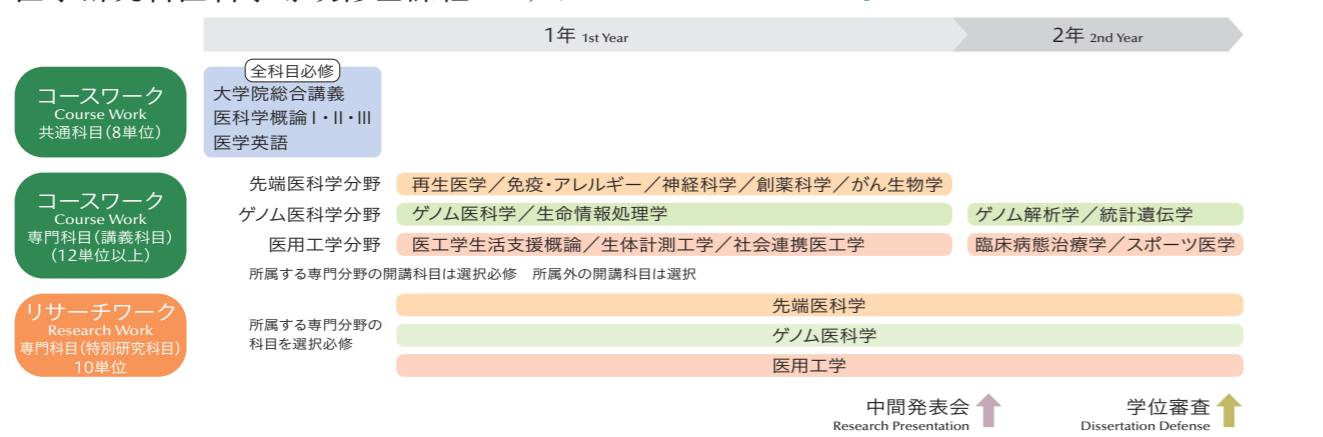 1年 1st Year
2年 2nd Year
コースワーク
Course Work
共通科目(8単位)
全科目必修
大学院総合講義
医科学概論Ⅰ・Ⅱ・Ⅲ
医学英語
コースワーク
Course Work
専門科目(講義科目)
(12単位以上)
先端医科学分野 再生医学／免疫・アレルギー／神経科学／創薬科学／がん生物学
ゲノム医科学分野 ゲノム医科学／生命情報処理学 ゲノム解析学／統計遺伝学
医用工学分野 医工学生活支援概論／生体計測工学／社会連携医工学 臨床病態治療学／スポーツ医学
所属する専門分野の開講科目は選択必修 所属外の開講科目は選択
リサーチワーク
Research Work
専門科目(特別研究科目)
10単位
所属する専門分野の
科目を選択必修
先端医科学
ゲノム医科学
医用工学
中間発表会
Research Presentation
学位審査
Dissertation Defense